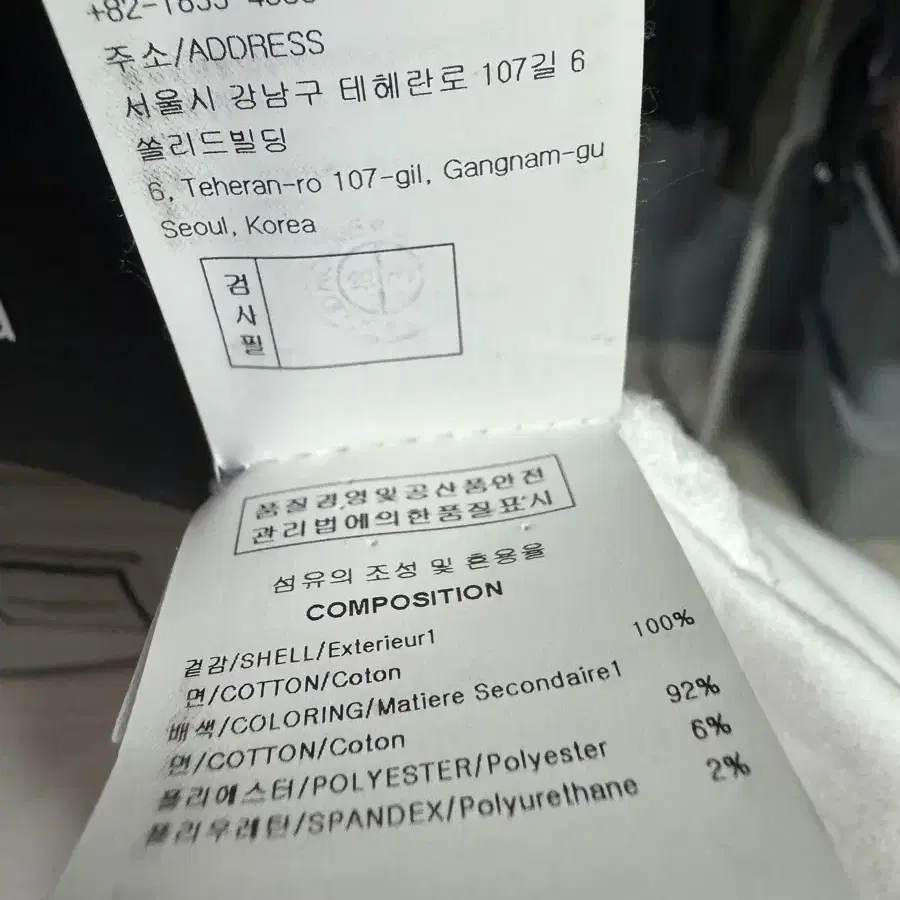 주소/ADDRESS
서울시 강남구 테헤란로 107길 6
쏠리드빌딩
6, Teheran-ro 107-gil, Gangnam-gu
Seoul, Korea
검사필
품질경영및공산품안전
관리법에의한품질표시
섬유의 조성 및 혼용율
COMPOSITION
겉감/SHELL/Exterieur1
면/COTTON/Coton 100%
배색/COLORING/Matiere Secondaire1
면/COTTON/Coton 92%
폴리에스터/POLYESTER/Polyester 6%
폴리우레탄/SPANDEX/Polyurethane 2%